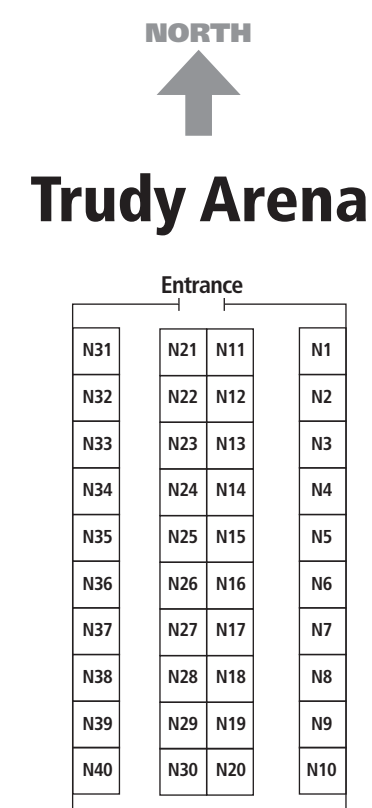 NORTH
Trudy Arena
Entrance
N31 N21 N11 N1
N32 N22 N12 N2
N33 N23 N13 N3
N34 N24 N14 N4
N35 N25 N15 N5
N36 N26 N16 N6
N37 N27 N17 N7
N38 N28 N18 N8
N39 N29 N19 N9
N40 N30 N20 N10